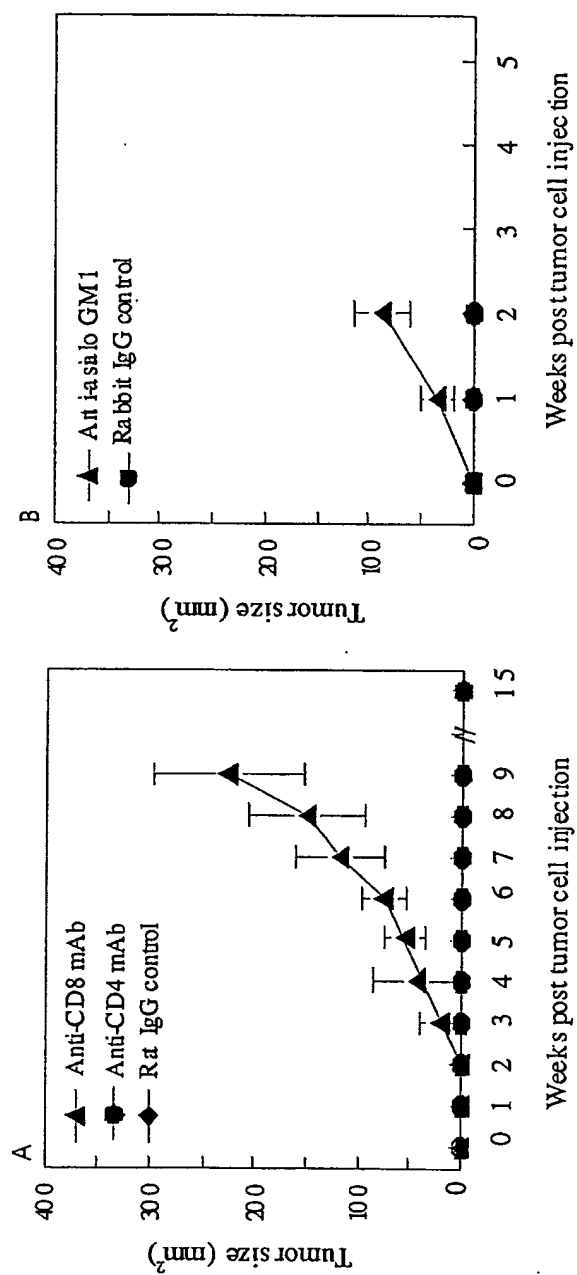 A
400
300
200
100
0
Tumor size (mm²)
Anti-CD8 mAb
Anti-CD4 mAb
Rat IgG control
0 1 2 3 4 5 6 7 8 9 // 15
Weeks post tumor cell injection
B
400
300
200
100
0
Tumor size (mm²)
Anti-asialo GM1
Rabbit IgG control
0 1 2 3 4 5
Weeks post tumor cell injection